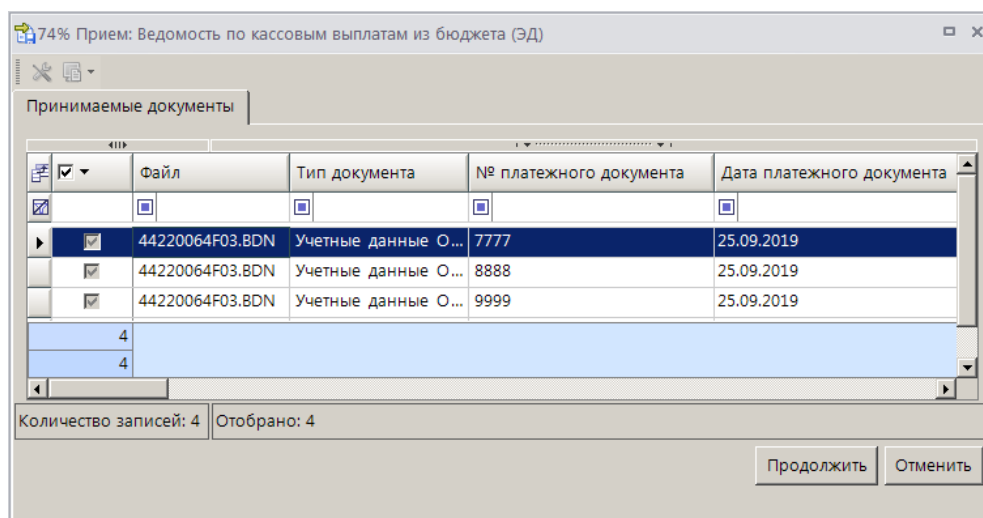 74% Прием: Ведомость по кассовым выплатам из бюджета (ЭД)
Принимаемые документы
Файл Тип документа № платежного документа Дата платежного документа
44220064F03.BDN Учетные данные О... 7777 25.09.2019
44220064F03.BDN Учетные данные О... 8888 25.09.2019
44220064F03.BDN Учетные данные О... 9999 25.09.2019
4
4
Количество записей: 4 Отобрано: 4
Продолжить Отменить